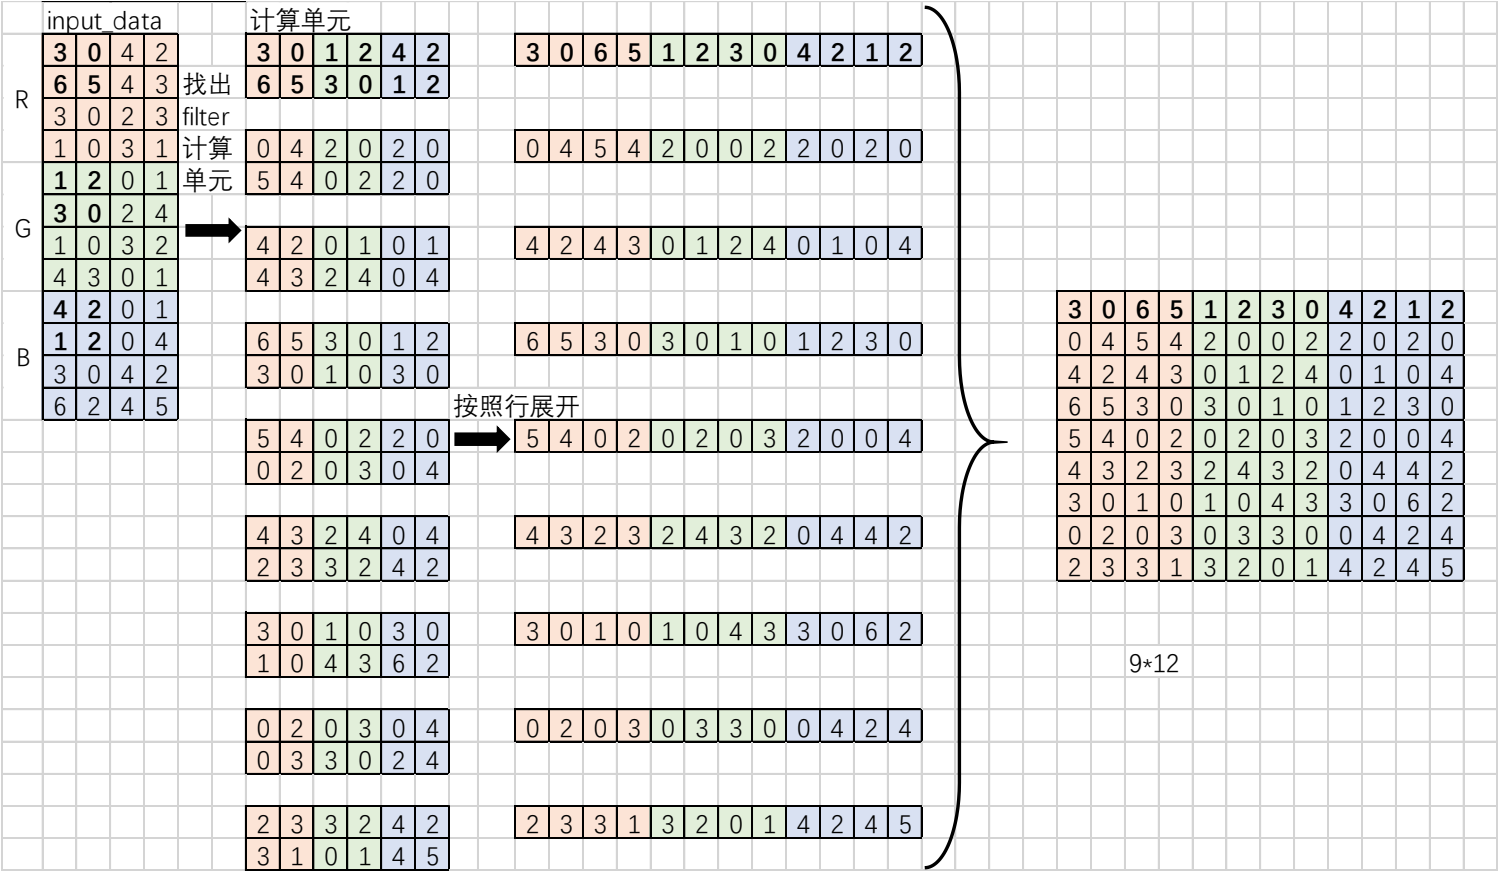 input_data
3 0 4 2
6 5 4 3
3 0 2 3
1 0 3 1
1 2 0 1
3 0 2 4
1 0 3 2
4 3 0 1
4 2 0 1
1 2 0 4
3 0 4 2
6 2 4 5
R
G
B
找出
filter
计算
单元
计算单元
3 0 1 2 4 2
6 5 3 0 1 2
0 4 2 0 2 0
5 4 0 2 2 0
4 2 0 1 0 1
4 3 2 4 0 4
6 5 3 0 1 2
3 0 1 0 3 0
5 4 0 2 2 0
0 2 0 3 0 4
4 3 2 4 0 4
2 3 3 2 4 2
3 0 1 0 3 0
1 0 4 3 6 2
0 2 0 3 0 4
0 3 3 0 2 4
2 3 3 2 4 2
3 1 0 1 4 5
按照行展开
3 0 6 5 1 2 3 0 4 2 1 2
0 4 5 4 2 0 0 2 2 0 2 0
4 2 4 3 0 1 2 4 0 1 0 4
6 5 3 0 3 0 1 0 1 2 3 0
5 4 0 2 0 2 0 3 2 0 0 4
4 3 2 3 2 4 3 2 0 4 4 2
3 0 1 0 1 0 4 3 3 0 6 2
0 2 0 3 0 3 3 0 0 4 2 4
2 3 3 1 3 2 0 1 4 2 4 5
3 0 6 5 1 2 3 0 4 2 1 2
0 4 5 4 2 0 0 2 2 0 2 0
4 2 4 3 0 1 2 4 0 1 0 4
6 5 3 0 3 0 1 0 1 2 3 0
5 4 0 2 0 2 0 3 2 0 0 4
4 3 2 3 2 4 3 2 0 4 4 2
3 0 1 0 1 0 4 3 3 0 6 2
0 2 0 3 0 3 3 0 0 4 2 4
2 3 3 1 3 2 0 1 4 2 4 5
9*12